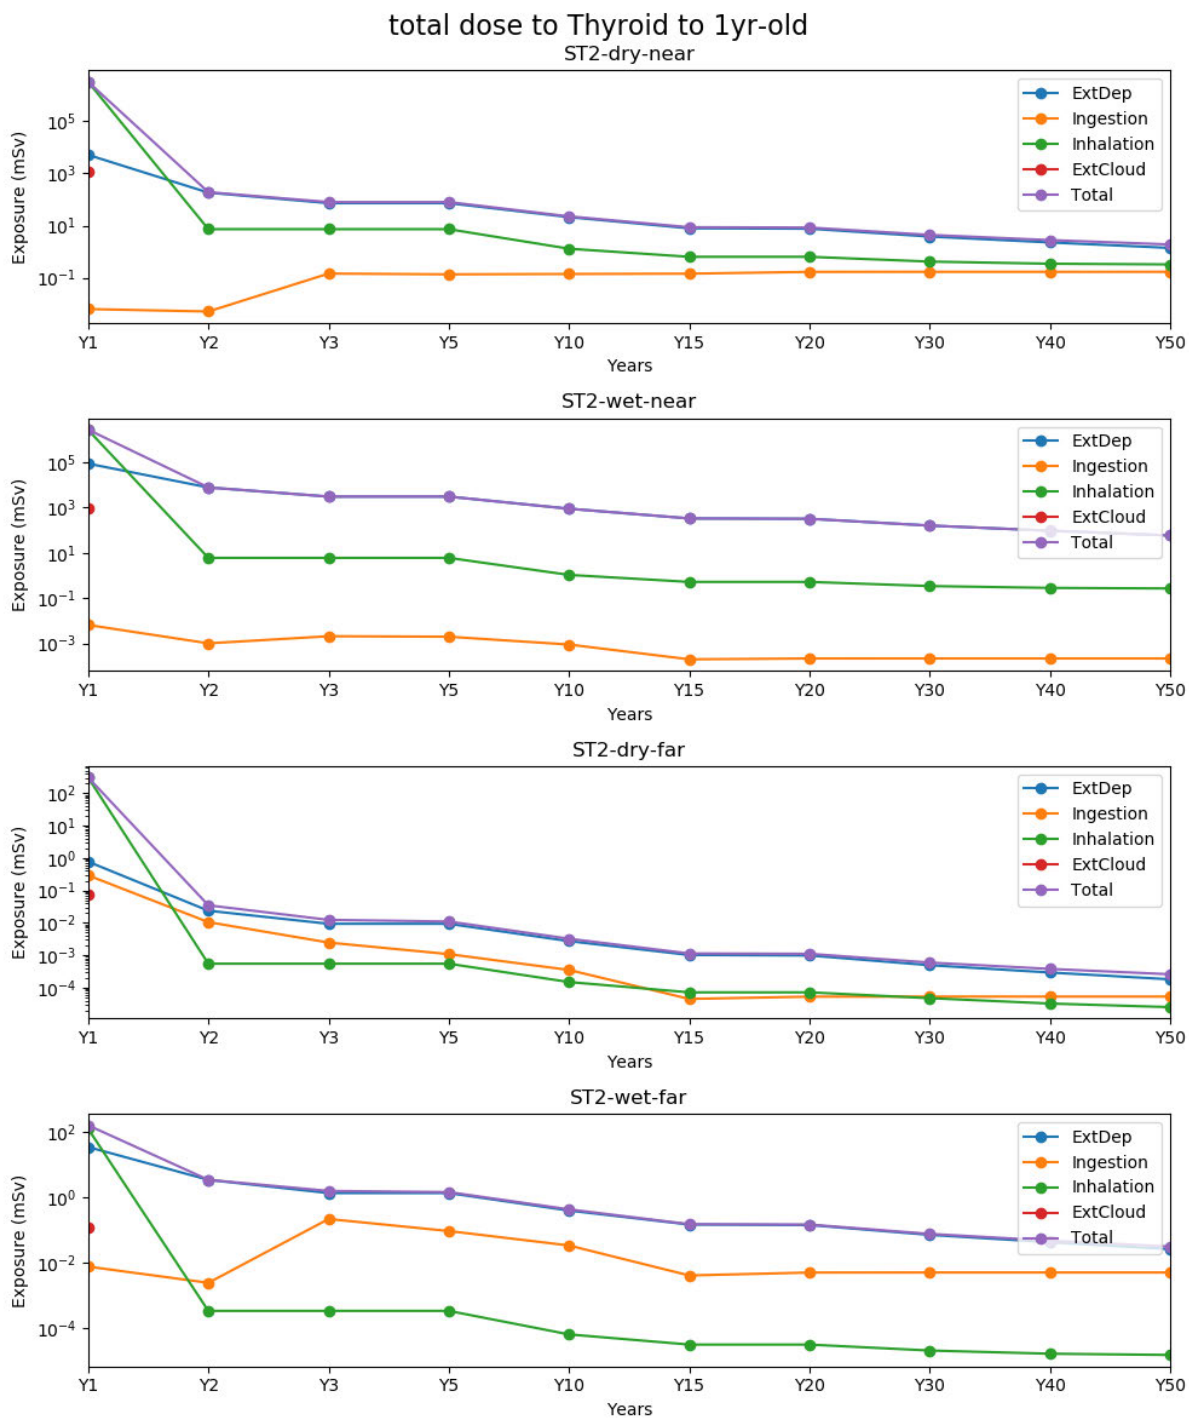 total dose to Thyroid to 1yr-old
ST2-dry-near
ExtDep
Ingestion
Inhalation
ExtCloud
Total
10^5
10^3
10^1
10^-1
Exposure (mSv)
Y1 Y2 Y3 Y5 Y10 Y15 Y20 Y30 Y40 Y50
Years
ST2-wet-near
ExtDep
Ingestion
Inhalation
ExtCloud
Total
10^5
10^3
10^1
10^-1
10^-3
Exposure (mSv)
Y1 Y2 Y3 Y5 Y10 Y15 Y20 Y30 Y40 Y50
Years
ST2-dry-far
ExtDep
Ingestion
Inhalation
ExtCloud
Total
10^2
10^1
10^0
10^-1
10^-2
10^-3
10^-4
Exposure (mSv)
Y1 Y2 Y3 Y5 Y10 Y15 Y20 Y30 Y40 Y50
Years
ST2-wet-far
ExtDep
Ingestion
Inhalation
ExtCloud
Total
10^2
10^0
10^-2
10^-4
Exposure (mSv)
Y1 Y2 Y3 Y5 Y10 Y15 Y20 Y30 Y40 Y50
Years